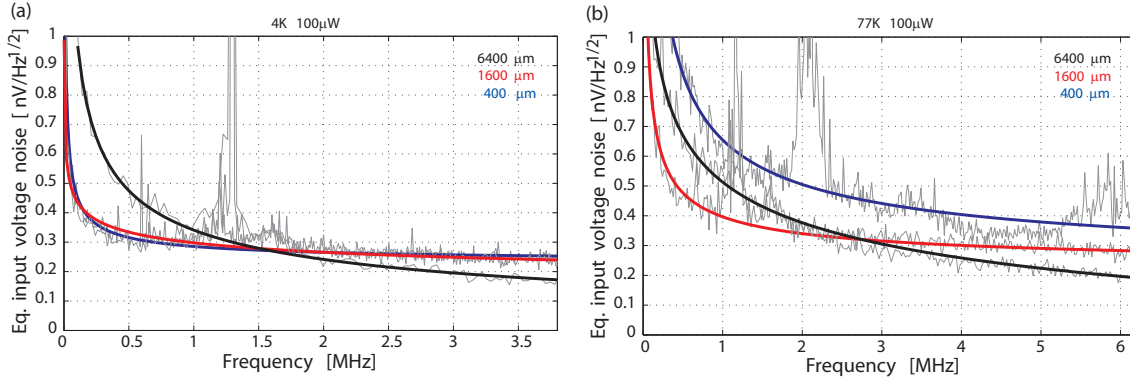 (a)
4K 100µW
Eq. input voltage noise [ nV/Hz^1/2]
1
0.9
0.8
0.7
0.6
0.5
0.4
0.3
0.2
0.1
0
6400 µm
1600 µm
400 µm
0 0.5 1 1.5 2 2.5 3 3.5
Frequency [MHz]
(b)
77K 100µW
Eq. input voltage noise [ nV/Hz^1/2]
1
0.9
0.8
0.7
0.6
0.5
0.4
0.3
0.2
0.1
0
6400 µm
1600 µm
400 µm
0 1 2 3 4 5 6
Frequency [MHz]